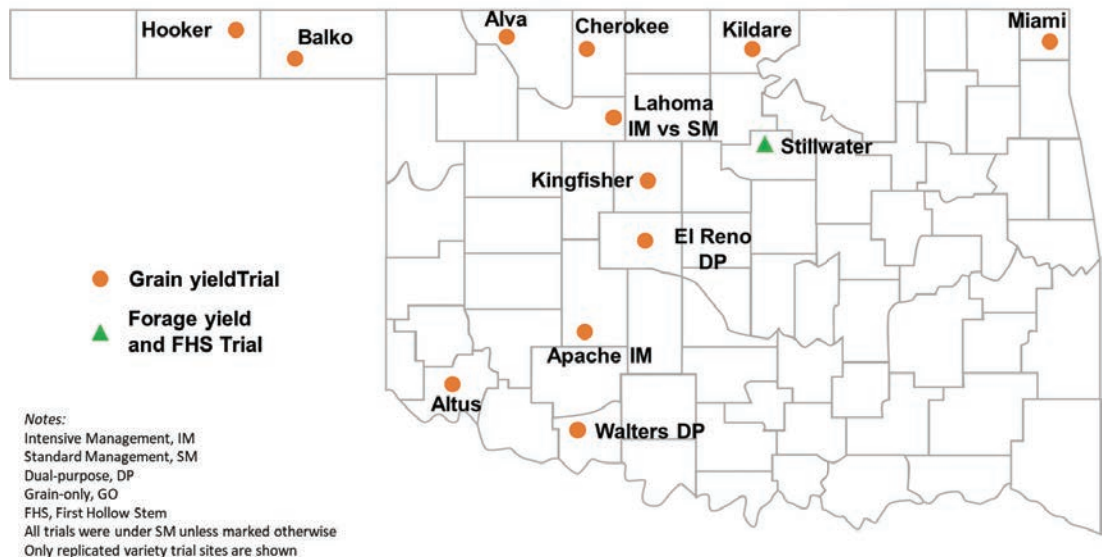 Hooker
Balko
Alva
Cherokee
Kildare
Miami
Lahoma
IM vs SM
Stillwater
Kingfisher
El Reno
DP
Grain yieldTrial
Forage yield
and FHS Trial
Apache IM
Altus
Walters DP
Notes:
Intensive Management, IM
Standard Management, SM
Dual-purpose, DP
Grain-only, GO
FHS, First Hollow Stem
All trials were under SM unless marked otherwise
Only replicated variety trial sites are shown